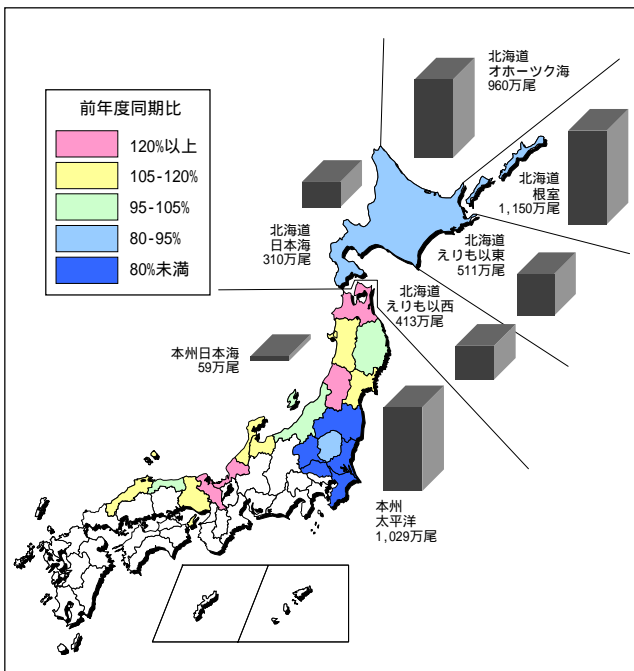 前年度同期比
120%以上
105-120%
95-105%
80-95%
80%未満
北海道
オホーツク海
960万尾
北海道
根室
1,150万尾
北海道
日本海
310万尾
北海道
えりも以東
511万尾
北海道
えりも以西
413万尾
本州日本海
59万尾
本州
太平洋
1,029万尾